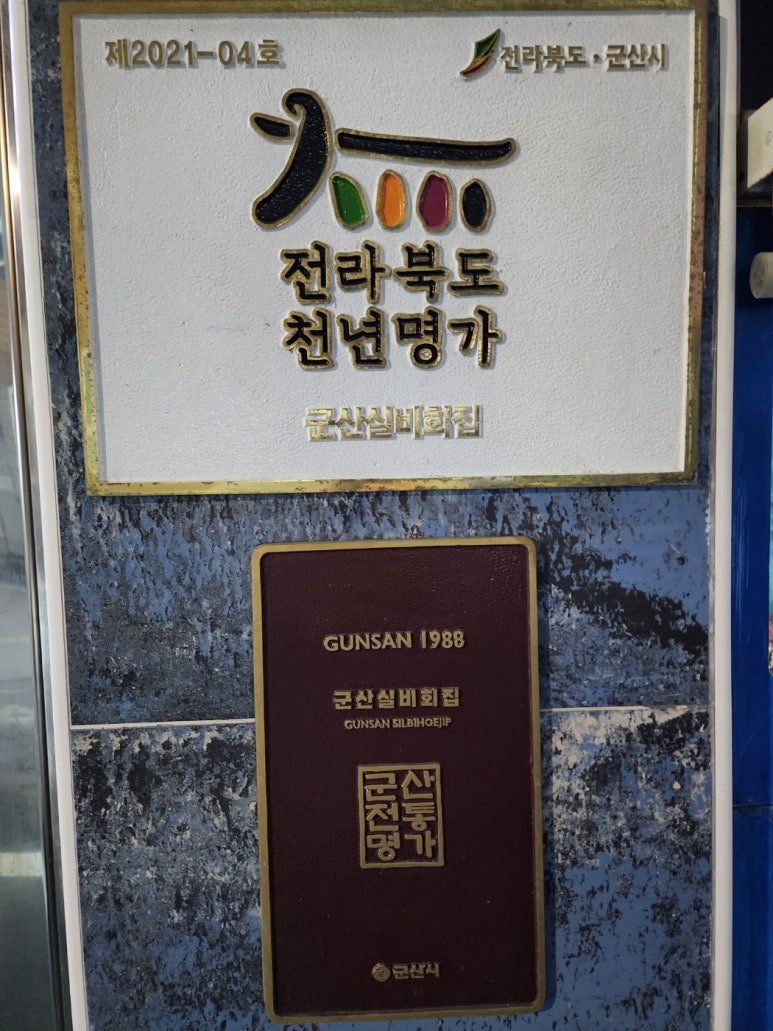 제2021-04호
전라북도·군산시
전라북도
천년명가
군산실비회집
GUNSAN 1988
군산실비회집
GUNSAN SILBIHOEJIP
군산
전통
명가
군산시